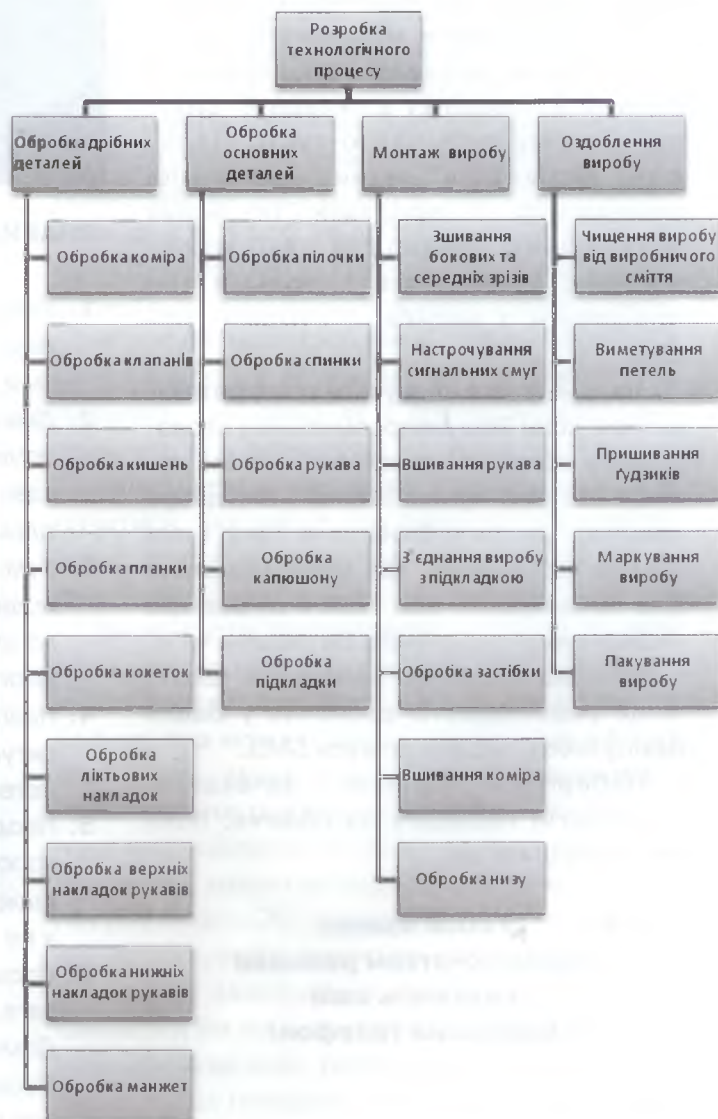 Розробка
технологічного
процесу
Обробка дрібних
деталей
Обробка коміра
Обробка клапанів
Обробка кишень
Обробка планки
Обробка кокеток
Обробка
ліктьових
накладок
Обробка верхніх
накладок рукавів
Обробка нижніх
накладок рукавів
Обробка манжет
Обробка
основних
деталей
Обробка пілочки
Обробка спинки
Обробка рукава
Обробка
капюшону
Обробка
підкладки
Монтаж виробу
Зшивання
бокових та
середніх зрізів
Настрочування
сигнальних смуг
Вшивання рукава
З'єднання виробу
з підкладкою
Обробка застібки
Вшивання коміра
Обробка низу
Оздоблення
виробу
Чищення виробу
від виробничого
сміття
Виметування
петель
Пришивання
ґудзиків
Маркування
виробу
Пакування
виробу